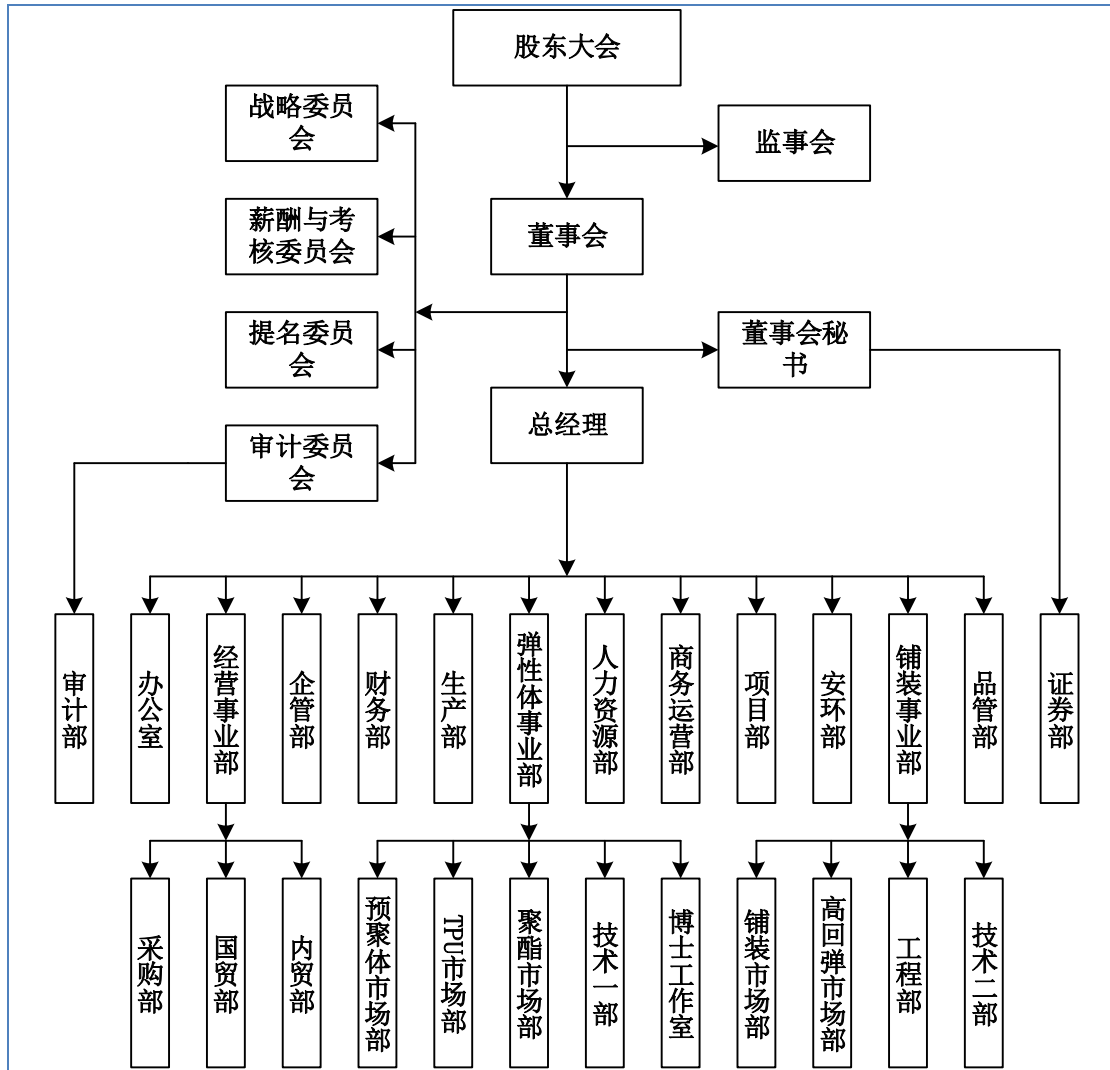 股东大会
战略委员
会
监事会
薪酬与考
核委员会
董事会
提名委员
会
董事会秘
书
总经理
审计委员
会
审计部
办公室
经营事业部
企管部
财务部
生产部
弹性体事业部
人力资源部
商务运营部
项目部
安环部
铺装事业部
品管部
证券部
采购部
国贸部
内贸部
预聚体市场部
TPU市场部
聚酯市场部
技术一部
博士工作室
铺装市场部
高回弹市场部
工程部
技术二部